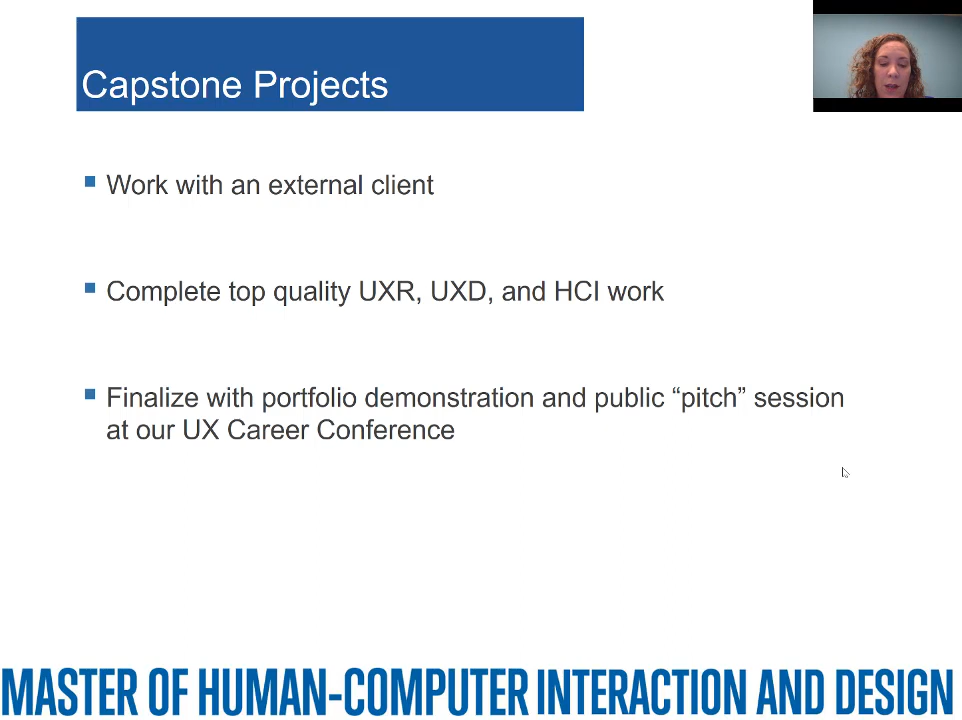 Capstone Projects
Work with an external client
Complete top quality UXR, UXD, and HCI work
Finalize with portfolio demonstration and public “pitch” session
at our UX Career Conference
MASTER OF HUMAN-COMPUTER INTERACTION AND DESIGN